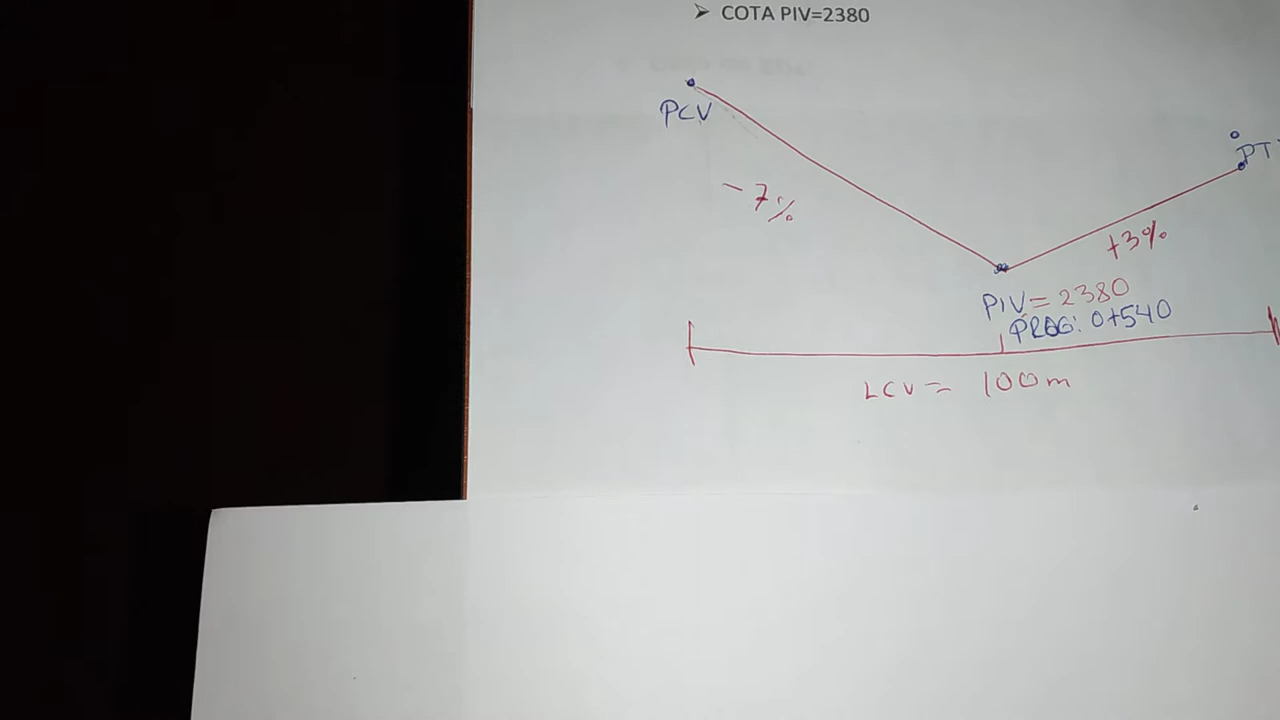 ➤ COTA PIV=2380
PCV
PT
-7%
+3%
PIV=2380
PROG: 0+540
LCV= 100m